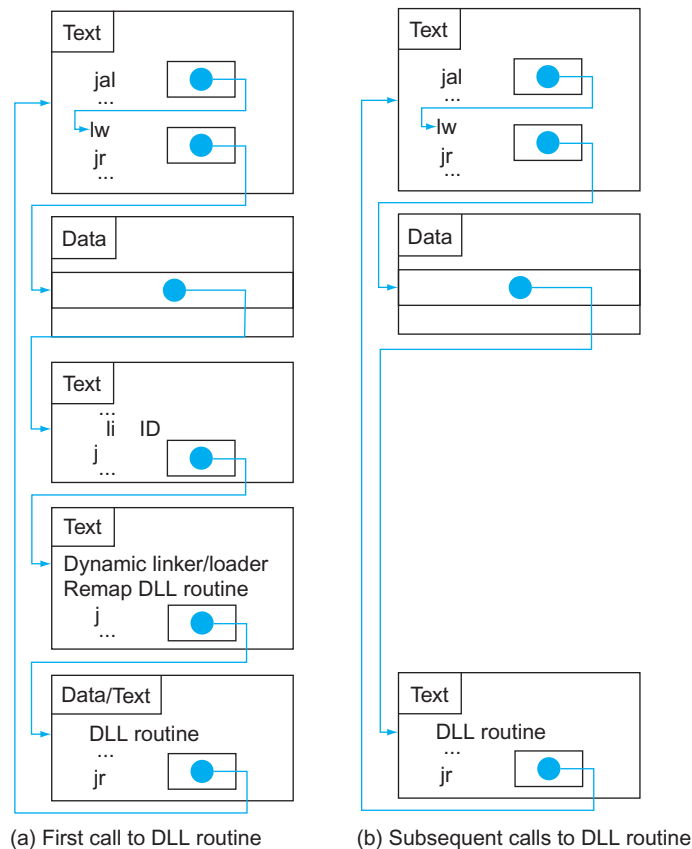 Text
jal
...
lw
jr
...
Data
Text
...
li ID
j
...
Text
Dynamic linker/loader
Remap DLL routine
j
...
Data/Text
DLL routine
...
jr
(a) First call to DLL routine
Text
jal
...
lw
jr
...
Data
Text
DLL routine
...
jr
(b) Subsequent calls to DLL routine